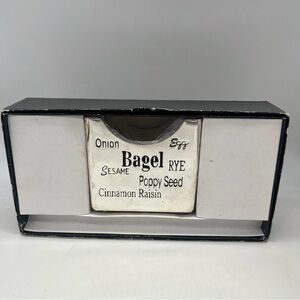 Onion Egg
Bagel RYE
SESAME
Poppy Seed
Cinnamon Raisin